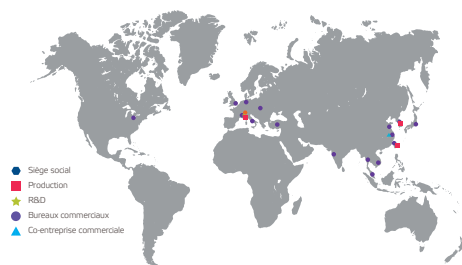 Siège social
Production
R&D
Bureaux commerciaux
Co-entreprise commerciale